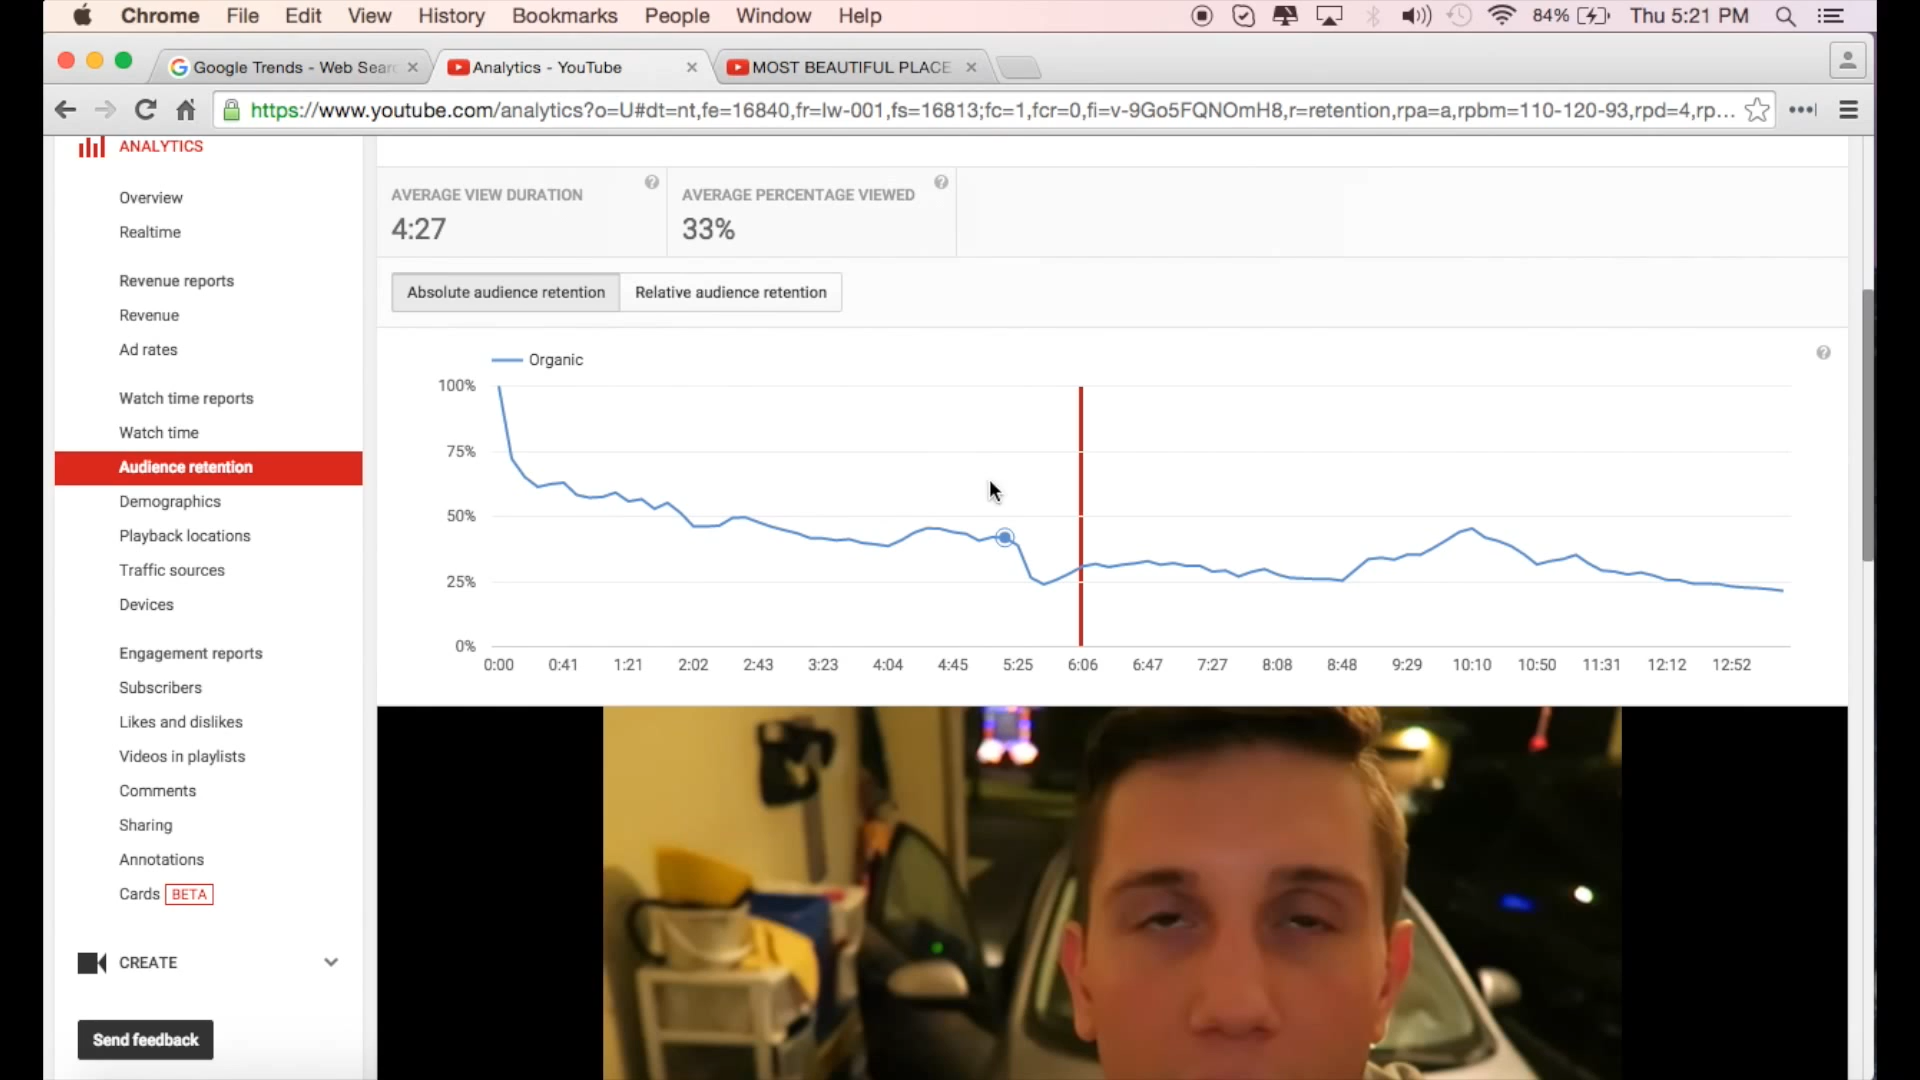 Chrome File Edit View History Bookmarks People Window Help 84% Thu 5:21 PM
Google Trends - Web Sear Analytics - YouTube MOST BEAUTIFUL PLACE
https://www.youtube.com/analytics?o=U#dt=nt,fe=16840,fr=lw-001,fs=16813;fc=1,fcr=0,fi=v-9Go5FQNOmH8,r=retention,rpa=a,rpbm=110-120-93,rpd=4,rp...
ANALYTICS
Overview
Realtime
Revenue reports
Revenue
Ad rates
Watch time reports
Watch time
Audience retention
Demographics
Playback locations
Traffic sources
Devices
Engagement reports
Subscribers
Likes and dislikes
Videos in playlists
Comments
Sharing
Annotations
Cards BETA
CREATE
Send feedback
AVERAGE VIEW DURATION ?
4:27
AVERAGE PERCENTAGE VIEWED ?
33%
Absolute audience retention Relative audience retention
Organic ?
100%
75%
50%
25%
0%
0:00 0:41 1:21 2:02 2:43 3:23 4:04 4:45 5:25 6:06 6:47 7:27 8:08 8:48 9:29 10:10 10:50 11:31 12:12 12:52